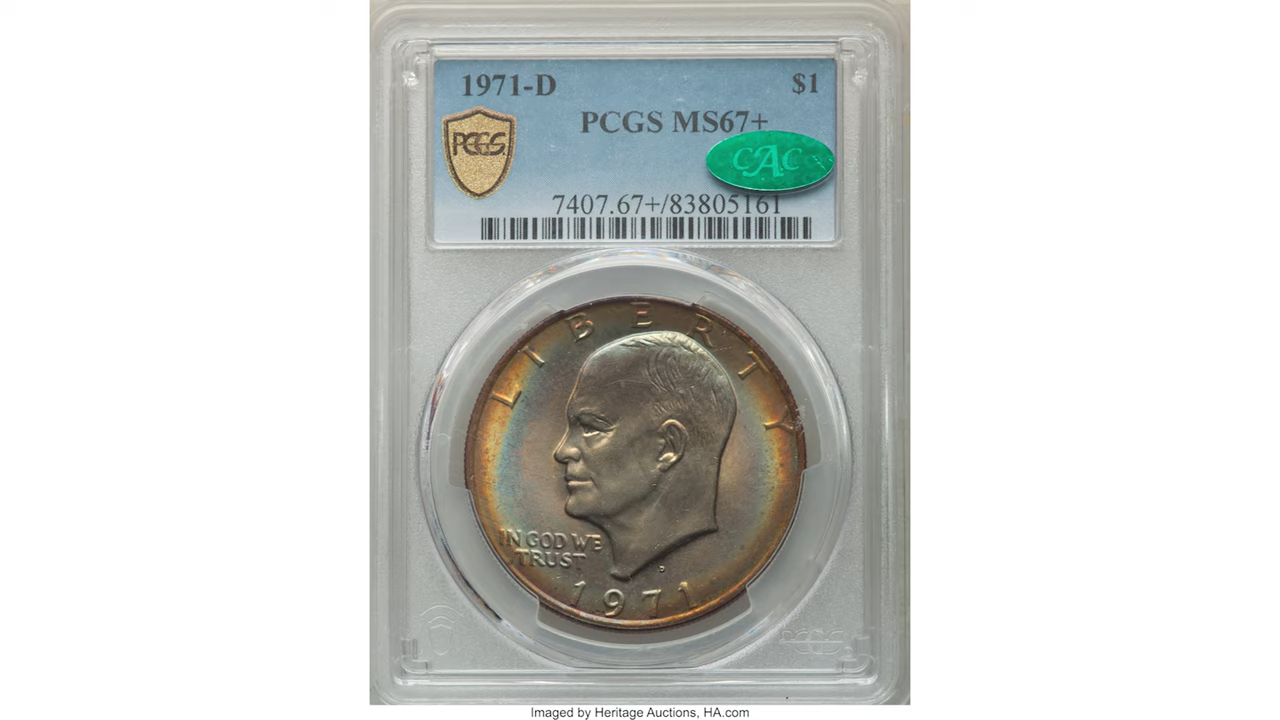 1971-D $1
PCGS MS67+
PCGS
CAC
7407.67+/83805161
LIBERTY
IN GOD WE
TRUST
D
1971
PCGS
Imaged by Heritage Auctions, HA.com